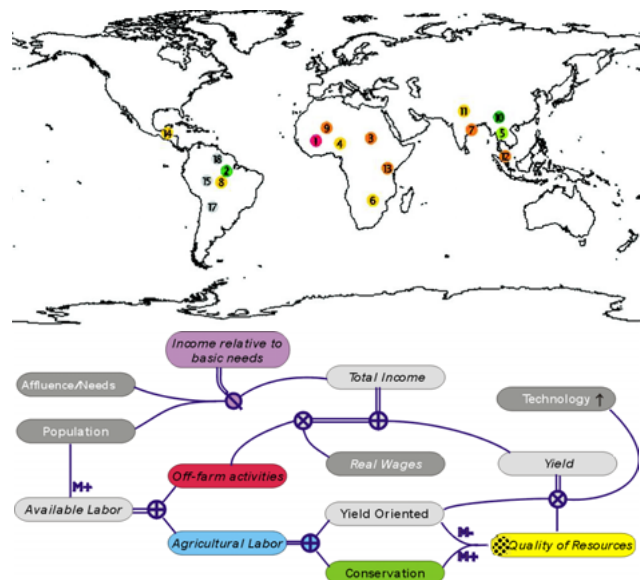 11
10
9
7
5
14
1
4
3
12
18
2
13
15
8
6
17
Income relative to
basic needs
Affluence/Needs
Total Income
Technology ↑
Population
Real Wages
Yield
M+
Off-farm activities
Available Labor
Yield Oriented
M-
Agricultural Labor
Quality of Resources
M+
Conservation